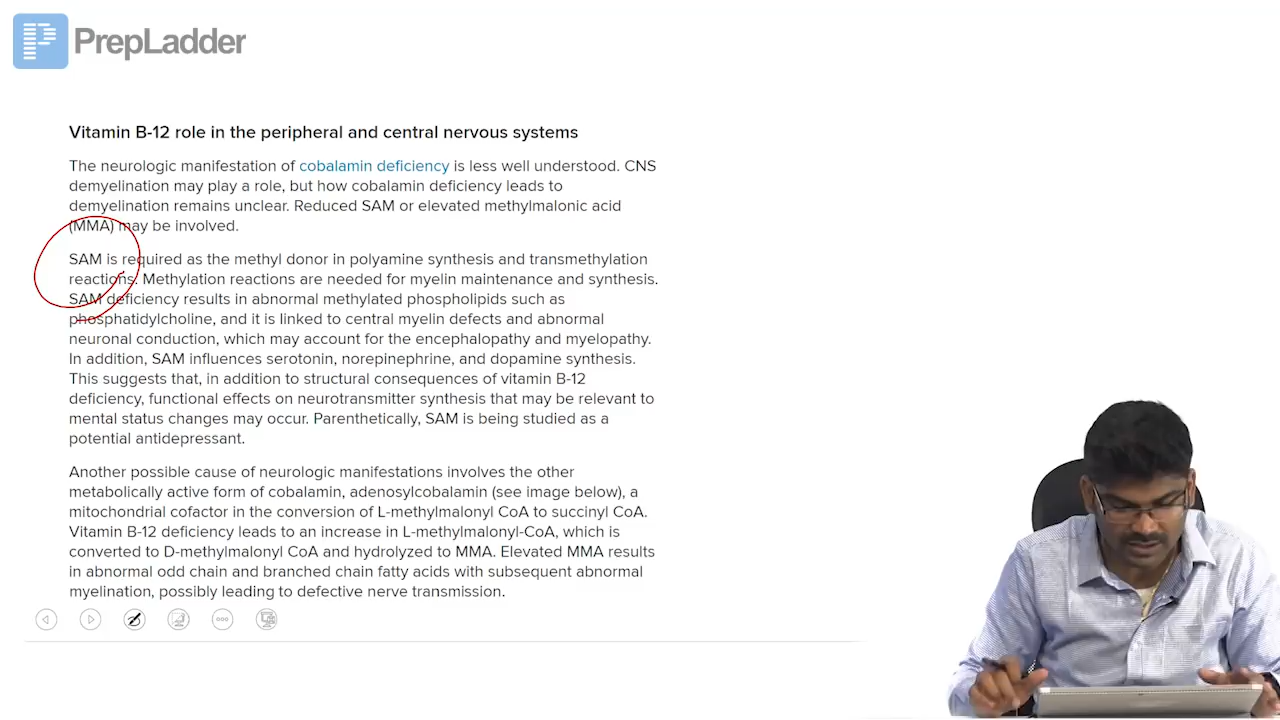 PrepLadder
Vitamin B-12 role in the peripheral and central nervous systems
The neurologic manifestation of cobalamin deficiency is less well understood. CNS
demyelination may play a role, but how cobalamin deficiency leads to
demyelination remains unclear. Reduced SAM or elevated methylmalonic acid
(MMA) may be involved.
SAM is required as the methyl donor in polyamine synthesis and transmethylation
reactions. Methylation reactions are needed for myelin maintenance and synthesis.
SAM deficiency results in abnormal methylated phospholipids such as
phosphatidylcholine, and it is linked to central myelin defects and abnormal
neuronal conduction, which may account for the encephalopathy and myelopathy.
In addition, SAM influences serotonin, norepinephrine, and dopamine synthesis.
This suggests that, in addition to structural consequences of vitamin B-12
deficiency, functional effects on neurotransmitter synthesis that may be relevant to
mental status changes may occur. Parenthetically, SAM is being studied as a
potential antidepressant.
Another possible cause of neurologic manifestations involves the other
metabolically active form of cobalamin, adenosylcobalamin (see image below), a
mitochondrial cofactor in the conversion of L-methylmalonyl CoA to succinyl CoA.
Vitamin B-12 deficiency leads to an increase in L-methylmalonyl-CoA, which is
converted to D-methylmalonyl CoA and hydrolyzed to MMA. Elevated MMA results
in abnormal odd chain and branched chain fatty acids with subsequent abnormal
myelination, possibly leading to defective nerve transmission.